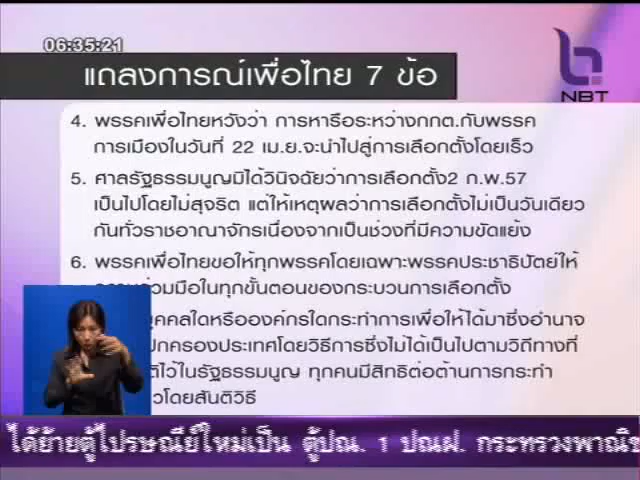 06:35:21
แถลงการณ์เพื่อไทย 7 ข้อ
NBT
4. พรรคเพื่อไทยหวังว่า การหารือระหว่างกกต.กับพรรค
การเมืองในวันที่ 22 เม.ย.จะนำไปสู่การเลือกตั้งโดยเร็ว
5. ศาลรัฐธรรมนูญมิได้วินิจฉัยว่าการเลือกตั้ง2 ก.พ.57
เป็นไปโดยไม่สุจริต แต่ให้เหตุผลว่าการเลือกตั้งไม่เป็นวันเดียว
กันทั่วราชอาณาจักรเนื่องจากเป็นช่วงที่มีความขัดแย้ง
6. พรรคเพื่อไทยขอให้ทุกพรรคโดยเฉพาะพรรคประชาธิปัตย์ให้
ร่วมมือในทุกขั้นตอนของกระบวนการเลือกตั้ง
บุคคลใดหรือองค์กรใดกระทำการเพื่อให้ได้มาซึ่งอำนาจ
ปกครองประเทศโดยวิธีการซึ่งไม่ได้เป็นไปตามวิถีทางที่
ไว้ในรัฐธรรมนูญ ทุกคนมีสิทธิต่อต้านการกระทำ
โดยสันติวิธี
ได้ย้ายตู้ไปรษณีย์ใหม่เป็น ตู้ปณ. 1 ปณฝ. กระทรวงพาณิช